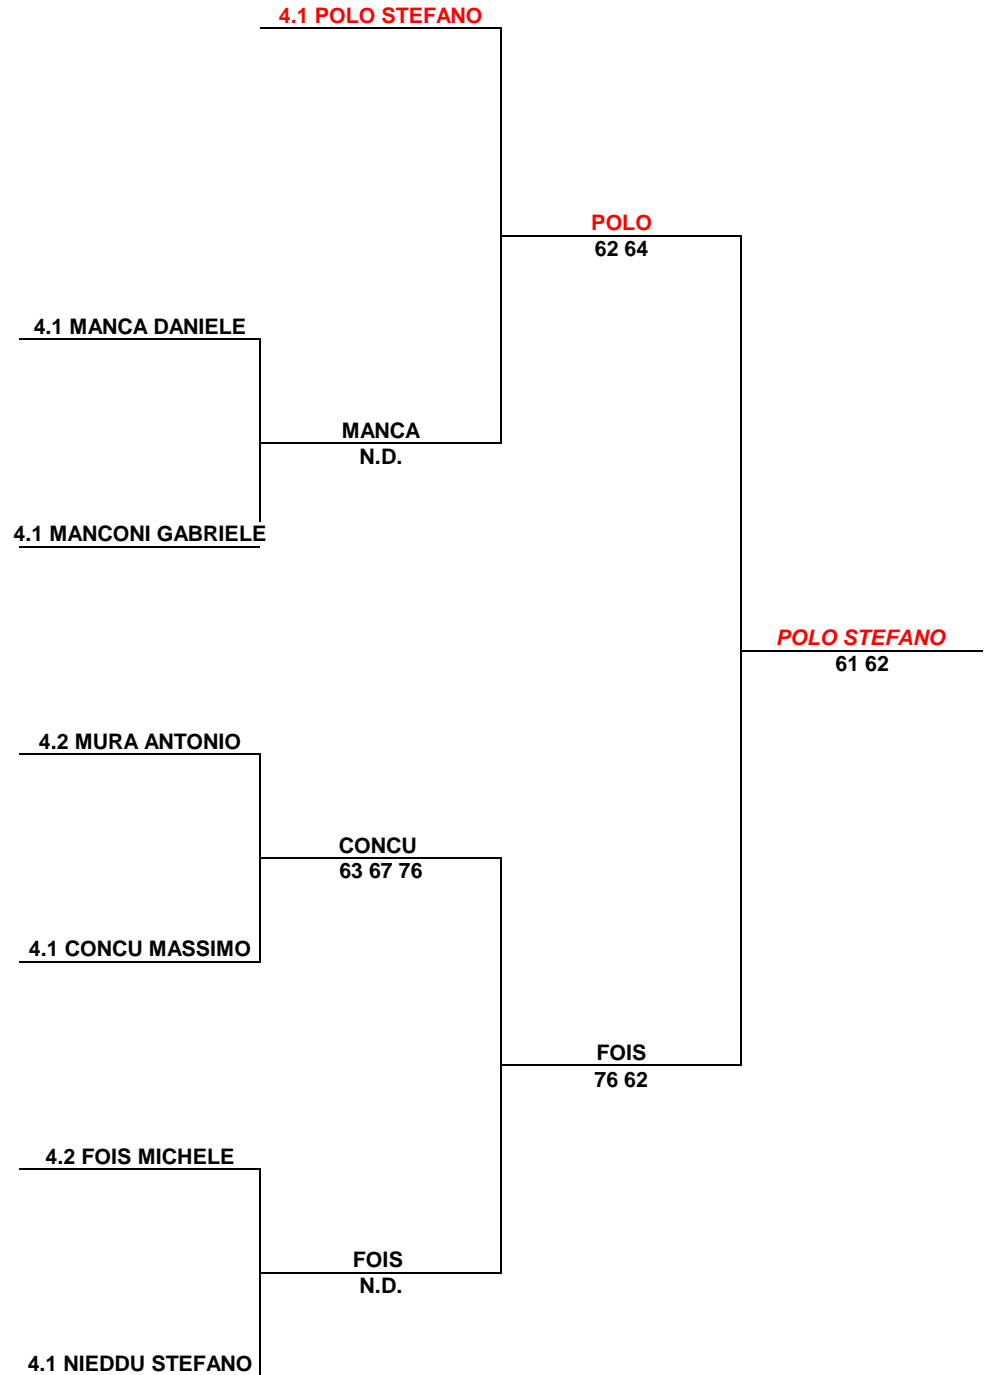 4.1 POLO STEFANO
POLO
62 64
4.1 MANCA DANIELE
MANCA
N.D.
4.1 MANCONI GABRIELE
POLO STEFANO
61 62
4.2 MURA ANTONIO
CONCU
63 67 76
4.1 CONCU MASSIMO
FOIS
76 62
4.2 FOIS MICHELE
FOIS
N.D.
4.1 NIEDDU STEFANO